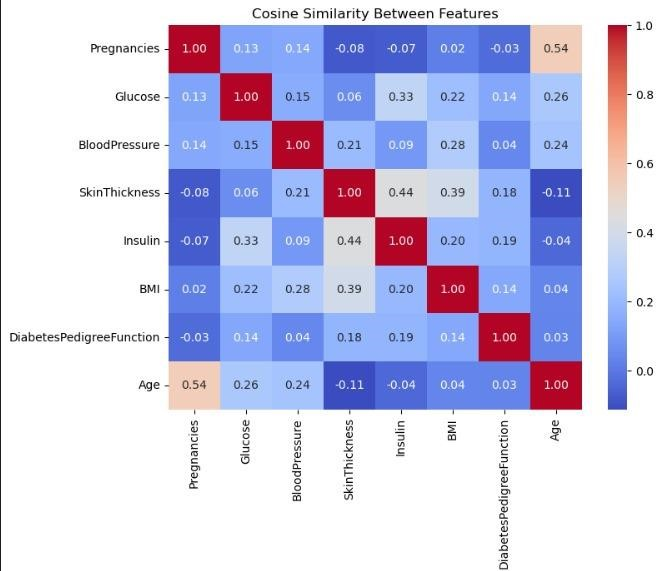 Cosine Similarity Between Features
Pregnancies 1.00 0.13 0.14 -0.08 -0.07 0.02 -0.03 0.54
Glucose 0.13 1.00 0.15 0.06 0.33 0.22 0.14 0.26
BloodPressure 0.14 0.15 1.00 0.21 0.09 0.28 0.04 0.24
SkinThickness -0.08 0.06 0.21 1.00 0.44 0.39 0.18 -0.11
Insulin -0.07 0.33 0.09 0.44 1.00 0.20 0.19 -0.04
BMI 0.02 0.22 0.28 0.39 0.20 1.00 0.14 0.04
DiabetesPedigreeFunction -0.03 0.14 0.04 0.18 0.19 0.14 1.00 0.03
Age 0.54 0.26 0.24 -0.11 -0.04 0.04 0.03 1.00
Pregnancies
Glucose
BloodPressure
SkinThickness
Insulin
BMI
DiabetesPedigreeFunction
Age
1.0
0.8
0.6
0.4
0.2
0.0